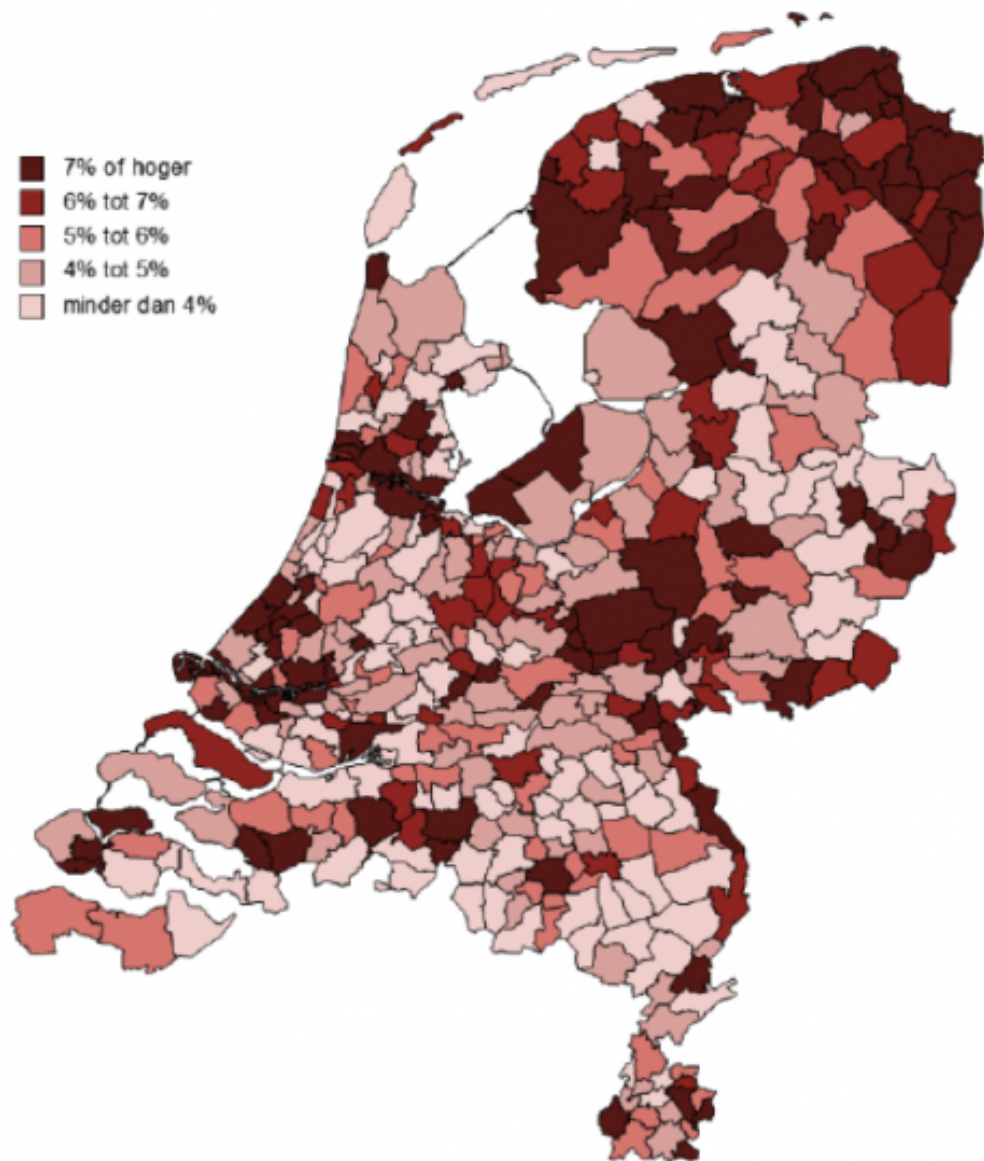 7% of hoger
6% tot 7%
5% tot 6%
4% tot 5%
minder dan 4%